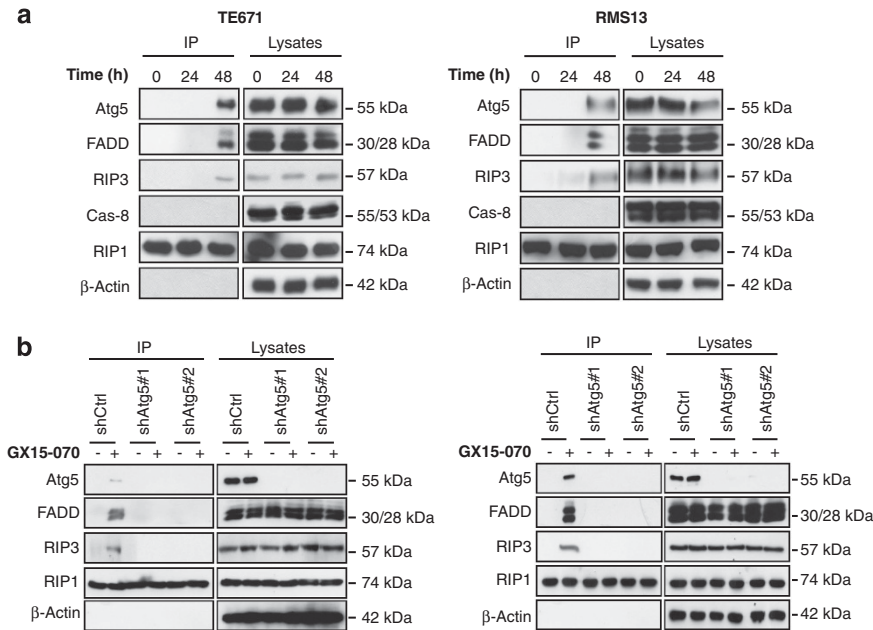 a
TE671
IP Lysates
Time (h) 0 24 48 0 24 48
Atg5 – 55 kDa
FADD – 30/28 kDa
RIP3 – 57 kDa
Cas-8 – 55/53 kDa
RIP1 – 74 kDa
β-Actin – 42 kDa
RMS13
IP Lysates
Time (h) 0 24 48 0 24 48
Atg5 – 55 kDa
FADD – 30/28 kDa
RIP3 – 57 kDa
Cas-8 – 55/53 kDa
RIP1 – 74 kDa
β-Actin – 42 kDa
b
IP Lysates
shCtrl shAtg5#1 shAtg5#2 shCtrl shAtg5#1 shAtg5#2
GX15-070 - + - + - + - + - + - +
Atg5 – 55 kDa
FADD – 30/28 kDa
RIP3 – 57 kDa
RIP1 – 74 kDa
β-Actin – 42 kDa
IP Lysates
shCtrl shAtg5#1 shAtg5#2 shCtrl shAtg5#1 shAtg5#2
GX15-070 - + - + - + - + - + - +
Atg5 – 55 kDa
FADD – 30/28 kDa
RIP3 – 57 kDa
RIP1 – 74 kDa
β-Actin – 42 kDa